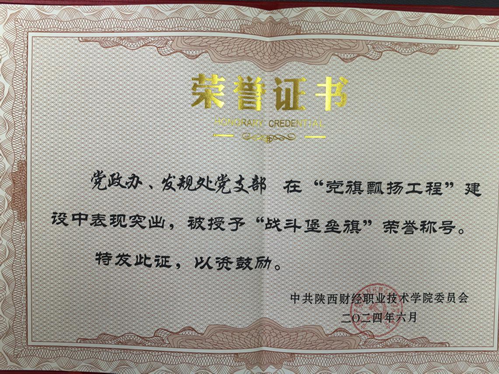 荣誉证书
党政办、发规处党支部 在“党旗飘扬工程”建
设中表现突出，被授予“战斗堡垒旗”荣誉称号。
特发此证，以资鼓励。
中共陕西财经职业技术学院委员会
二〇二四年六月